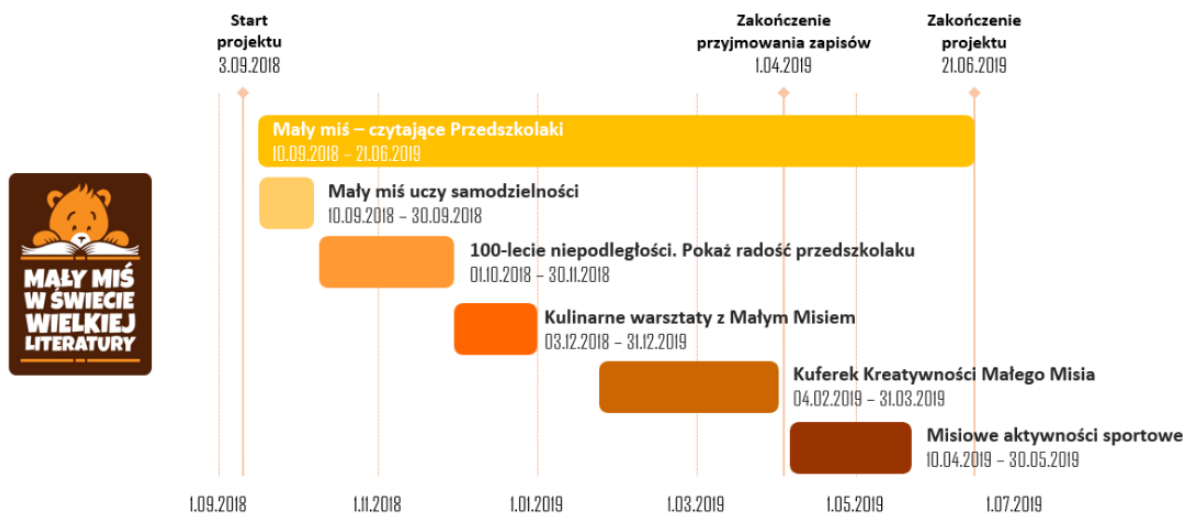 Start
projektu
3.09.2018
Zakończenie
przyjmowania zapisów
1.04.2019
Zakończenie
projektu
21.06.2019
Mały miś – czytające Przedszkolaki
10.09.2018 – 21.06.2019
Mały miś uczy samodzielności
10.09.2018 – 30.09.2018
100-lecie niepodległości. Pokaż radość przedszkolaku
01.10.2018 – 30.11.2018
Kulinarne warsztaty z Małym Misiem
03.12.2018 – 31.12.2019
Kuferek Kreatywności Małego Misia
04.02.2019 – 31.03.2019
Misiowe aktywności sportowe
10.04.2019 – 30.05.2019
MAŁY MIŚ
W ŚWIECIE
WIELKIEJ
LITERATURY
1.09.2018 1.11.2018 1.01.2019 1.03.2019 1.05.2019 1.07.2019